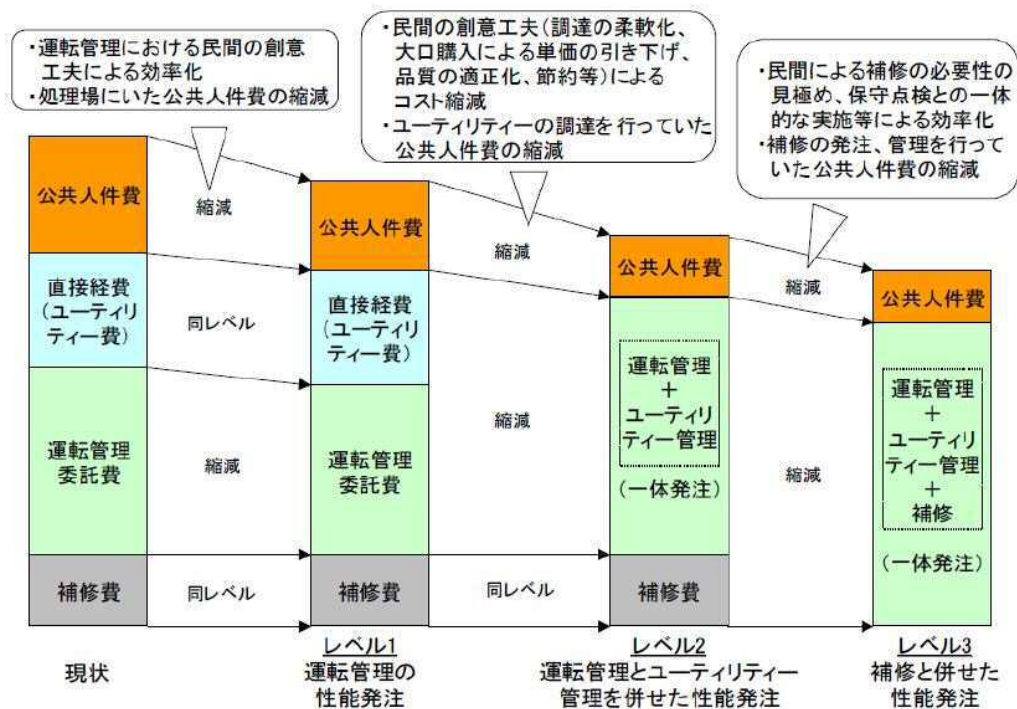 ・運転管理における民間の創意
工夫による効率化
・処理場にいた公共人件費の縮減
・民間の創意工夫(調達の柔軟化、
大口購入による単価の引き下げ、
品質の適正化、節約等)による
コスト縮減
・ユーティリティーの調達を行っていた
公共人件費の縮減
・民間による補修の必要性の
見極め、保守点検との一体
的な実施等による効率化
・補修の発注、管理を行って
いた公共人件費の縮減
公共人件費
直接経費
(ユーティリ
ティー費)
運転管理
委託費
補修費
現状
縮減
同レベル
縮減
同レベル
公共人件費
直接経費
(ユーティリ
ティー費)
運転管理
委託費
補修費
レベル1
運転管理の
性能発注
縮減
縮減
同レベル
公共人件費
運転管理
+
ユーティリ
ティー管理
(一体発注)
補修費
レベル2
運転管理とユーティリティー
管理を併せた性能発注
縮減
縮減
公共人件費
運転管理
+
ユーティリ
ティー管理
+
補修
(一体発注)
レベル3
補修と併せた
性能発注